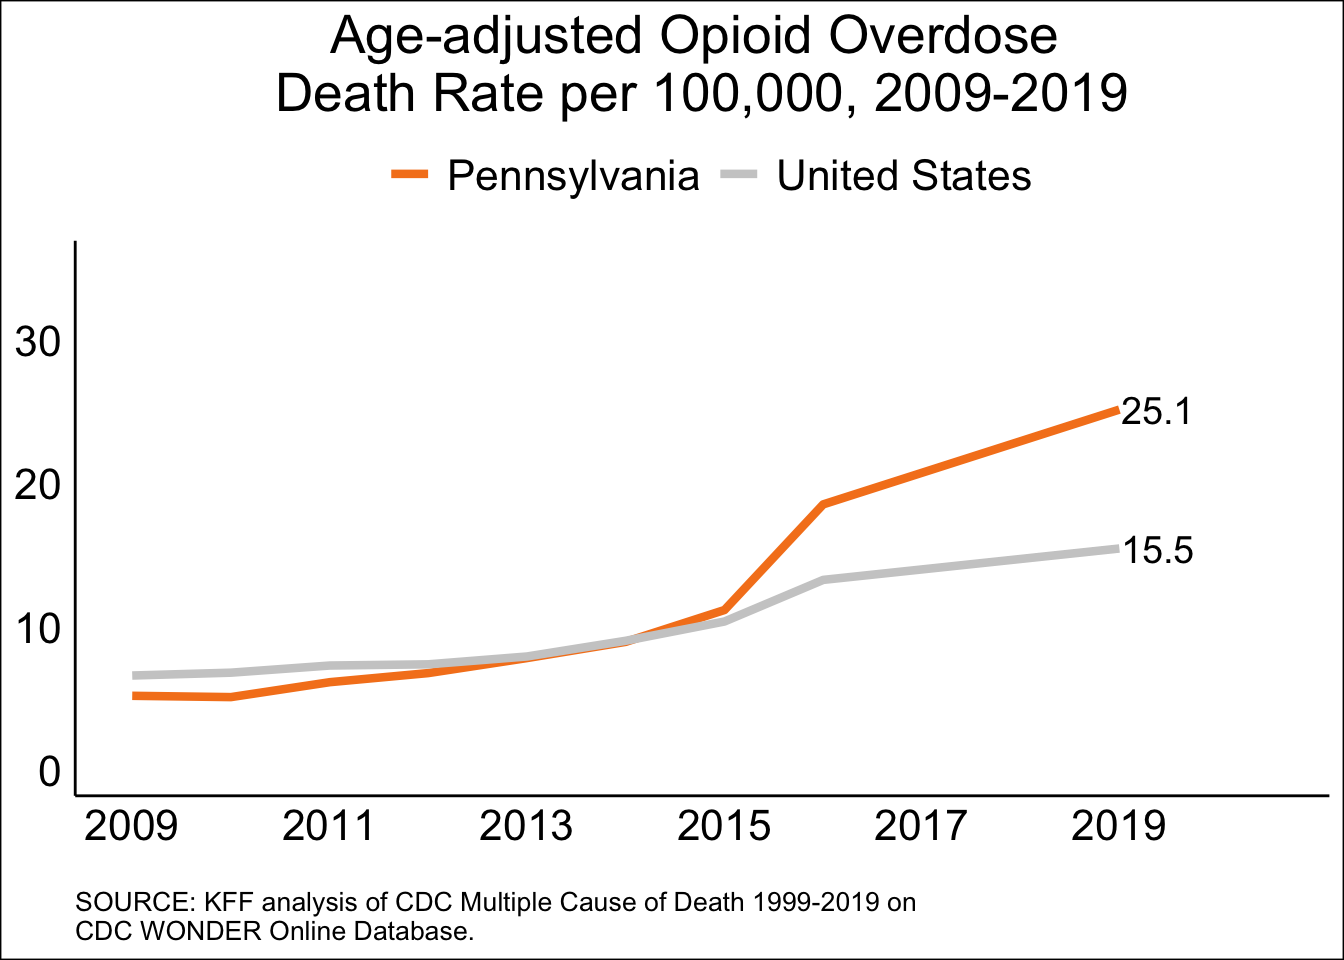 Age-adjusted Opioid Overdose
Death Rate per 100,000, 2009-2019
Pennsylvania United States
30
25.1
20
15.5
10
0
2009 2011 2013 2015 2017 2019
SOURCE: KFF analysis of CDC Multiple Cause of Death 1999-2019 on
CDC WONDER Online Database.